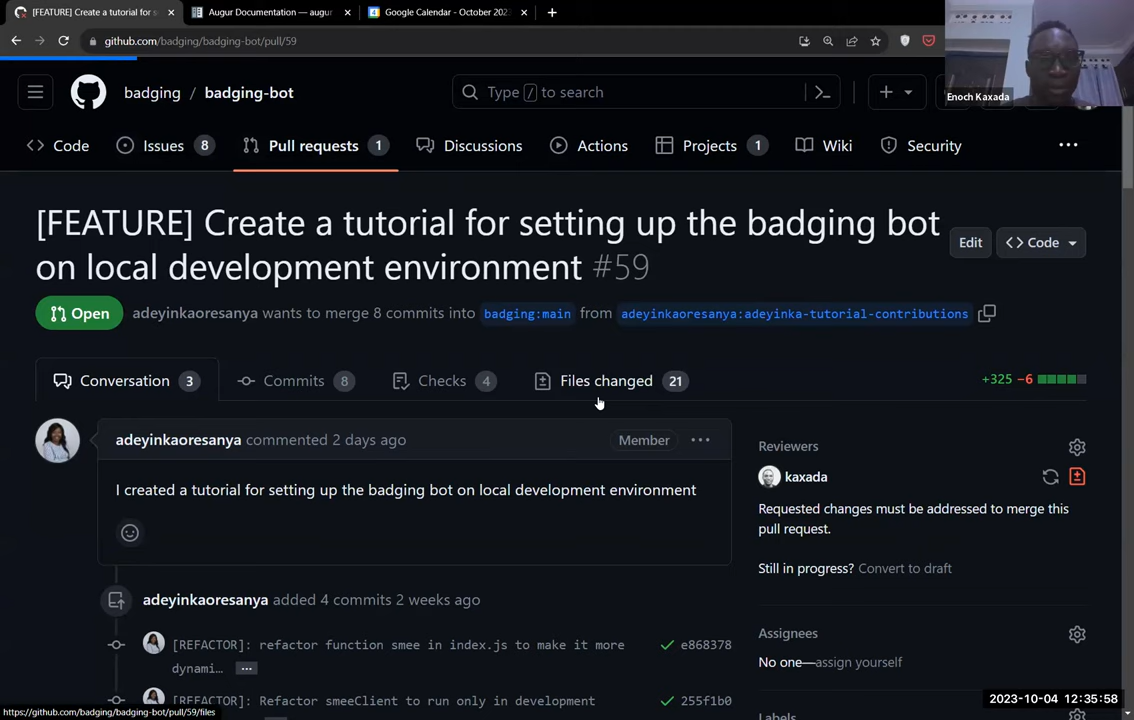 [FEATURE] Create a tutorial for s
Augur Documentation — augur
Google Calendar - October 202
github.com/badging/badging-bot/pull/59
Enoch Kaxada
badging / badging-bot
Type / to search
Code
Issues 8
Pull requests 1
Discussions
Actions
Projects 1
Wiki
Security
[FEATURE] Create a tutorial for setting up the badging bot
on local development environment #59
Edit
Code
Open
adeyinkaoresanya wants to merge 8 commits into badging:main from adeyinkaoresanya:adeyinka-tutorial-contributions
Conversation 3
Commits 8
Checks 4
Files changed 21
+325 −6
adeyinkaoresanya commented 2 days ago
Member
I created a tutorial for setting up the badging bot on local development environment
adeyinkaoresanya added 4 commits 2 weeks ago
[REFACTOR]: refactor function smee in index.js to make it more
dynami…
e868378
[REFACTOR]: Refactor smeeClient to run only in development
255f1b0
Reviewers
kaxada
Requested changes must be addressed to merge this
pull request.
Still in progress? Convert to draft
Assignees
No one—assign yourself
Labels
2023-10-04 12:35:58
https://github.com/badging/badging-bot/pull/59/files